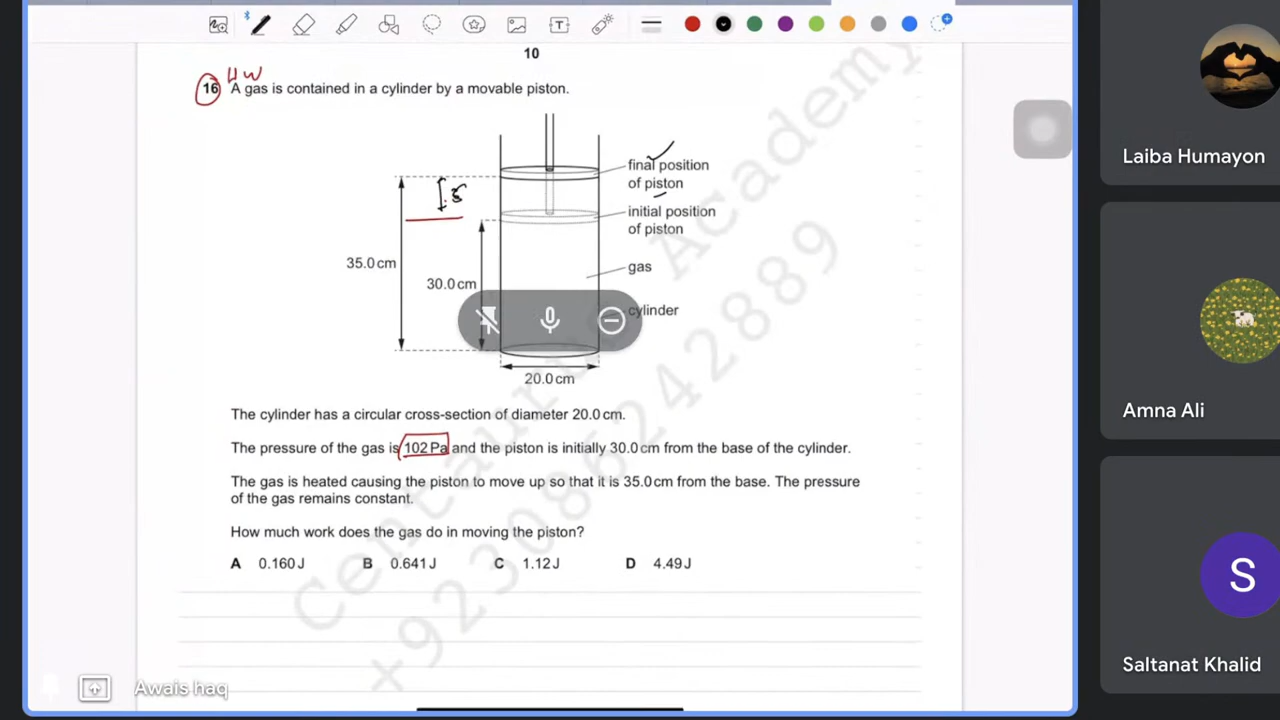 10
HW
16 A gas is contained in a cylinder by a movable piston.
final position
of piston
5
initial position
of piston
35.0 cm
gas
30.0 cm
cylinder
20.0 cm
The cylinder has a circular cross-section of diameter 20.0 cm.
The pressure of the gas is 102 Pa and the piston is initially 30.0 cm from the base of the cylinder.
The gas is heated causing the piston to move up so that it is 35.0 cm from the base. The pressure
of the gas remains constant.
How much work does the gas do in moving the piston?
A 0.160 J B 0.641 J C 1.12 J D 4.49 J
Centaurus Academy
+923086242889
Awais haq
Laiba Humayon
Amna Ali
S
Saltanat Khalid